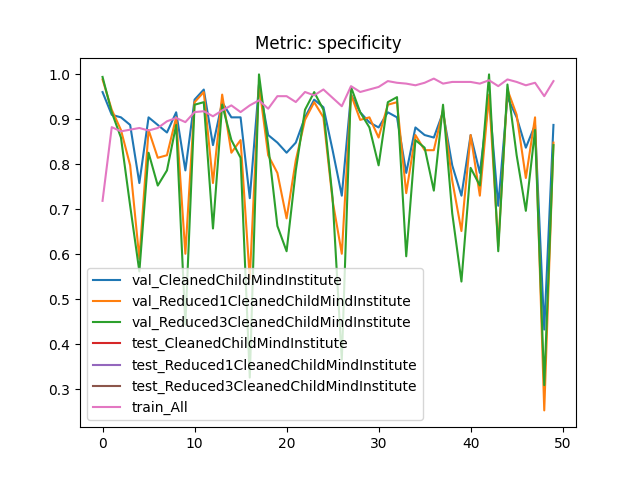 Metric: specificity
1.0
0.9
0.8
0.7
0.6
0.5
0.4
0.3
val_CleanedChildMindInstitute
val_Reduced1CleanedChildMindInstitute
val_Reduced3CleanedChildMindInstitute
test_CleanedChildMindInstitute
test_Reduced1CleanedChildMindInstitute
test_Reduced3CleanedChildMindInstitute
train_All
0 10 20 30 40 50